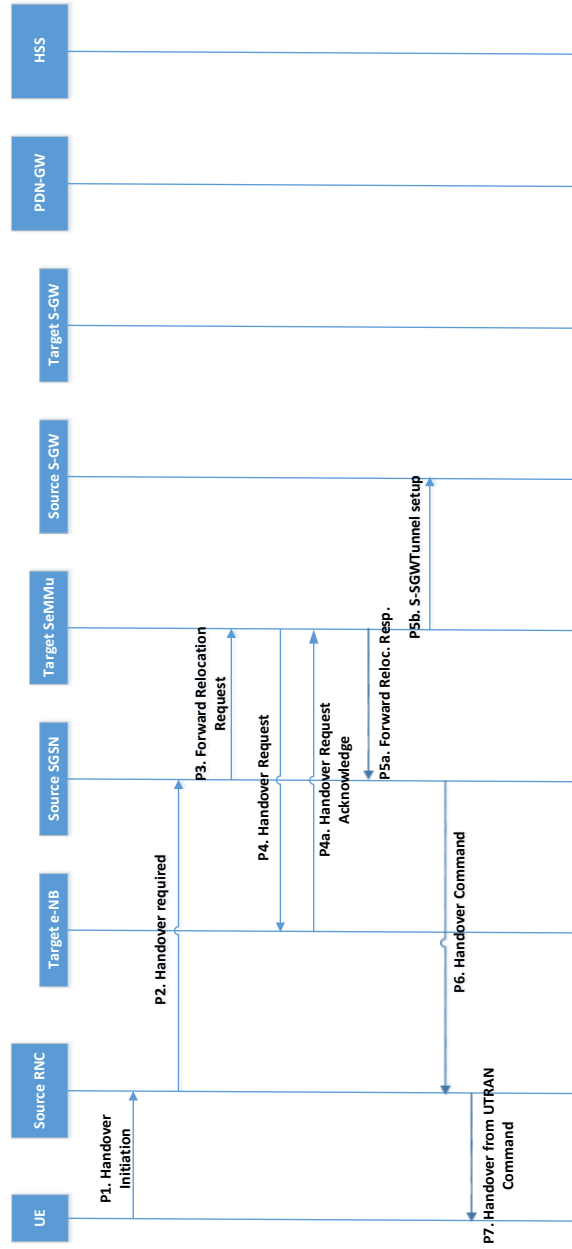 UE
Source RNC
Target e-NB
Source SGSN
Target SeMMu
Source S-GW
Target S-GW
PDN-GW
HSS
P1. Handover
Initiation
P2. Handover required
P3. Forward Relocation
Request
P4. Handover Request
P4a. Handover Request
Acknowledge
P5a. Forward Reloc. Resp.
P5b. S-SGWTunnel setup
P6. Handover Command
P7. Handover from UTRAN
Command